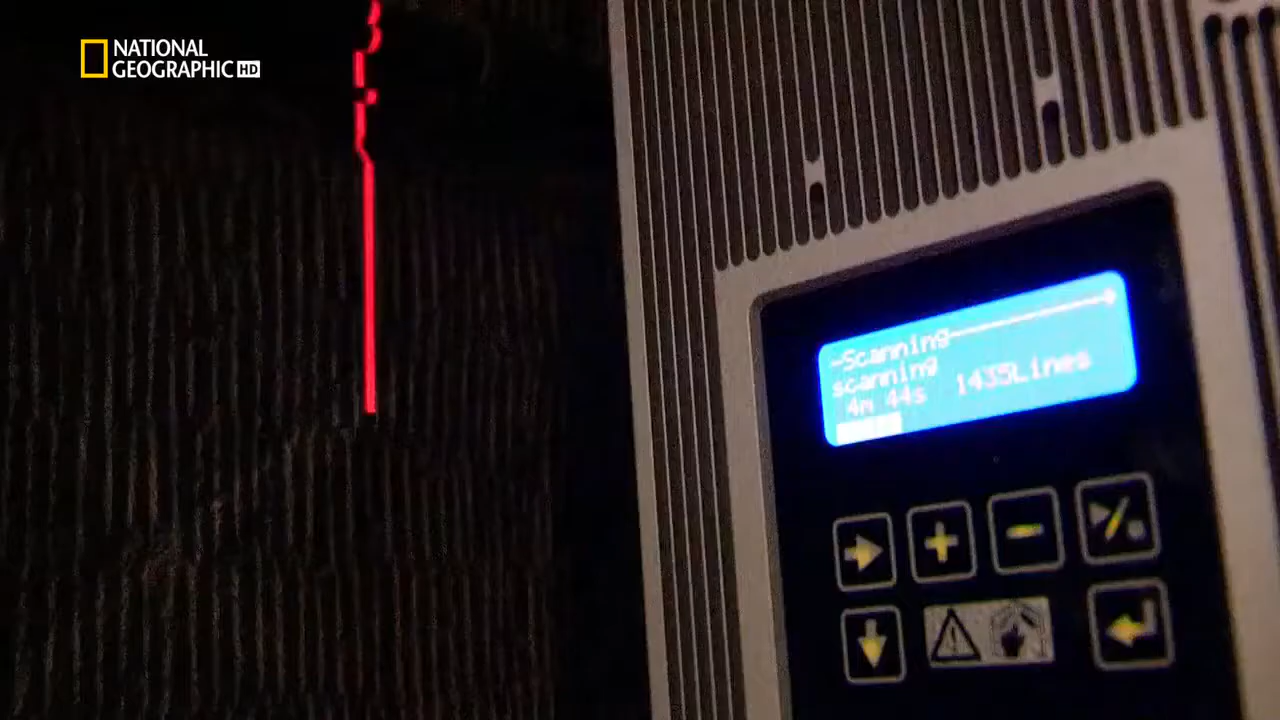 NATIONAL
GEOGRAPHIC HD
Scanning
scanning
4m 44s 1435Lines